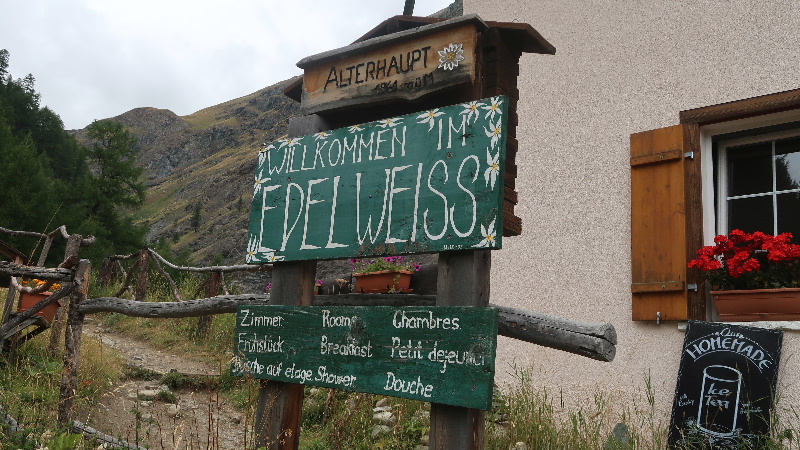 ALTERHAUPT
WILLKOMMEN IM
EDELWEISS
Zimmer Rooms Chambres
Frühstück Breakfast Petit dejeuner
Dusche auf etage Shower Douche
HOMEMADE
Ice
Tea